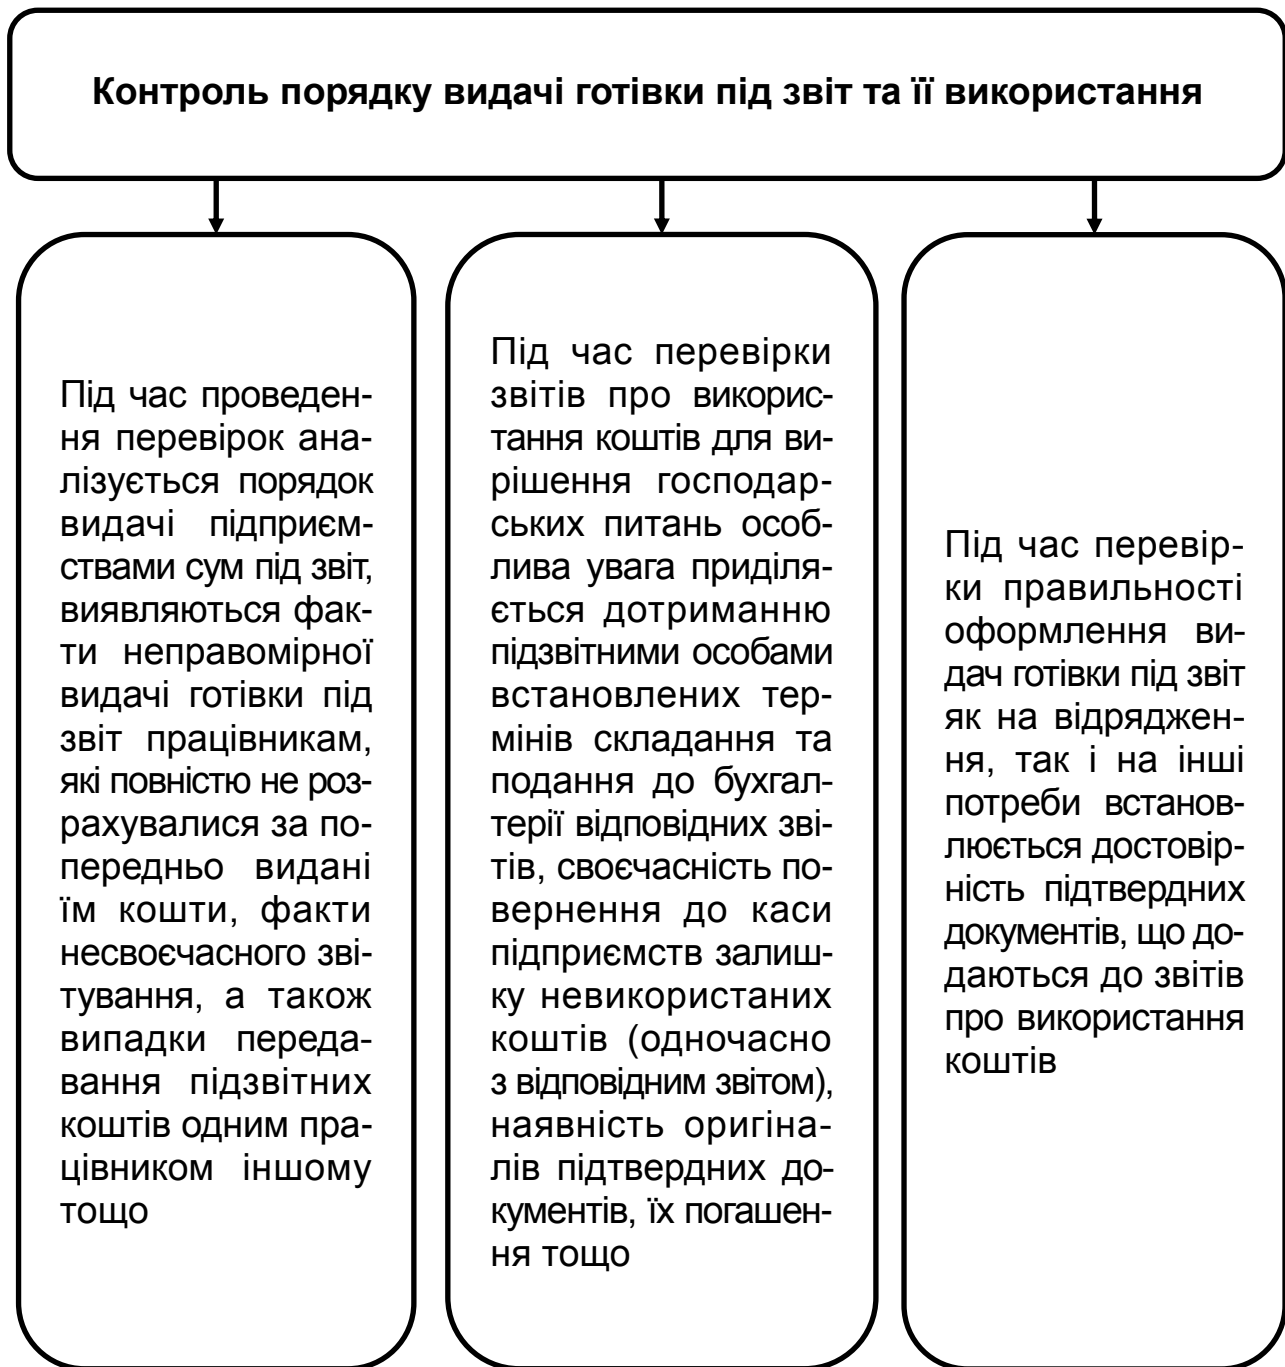 Контроль порядку видачі готівки під звіт та її використання
Під час проведен-
ня перевірок ана-
лізується порядок
видачі підприєм-
ствами сум під звіт,
виявляються фак-
ти неправомірної
видачі готівки під
звіт працівникам,
які повністю не роз-
рахувалися за по-
передньо видані
їм кошти, факти
несвоєчасного зві-
тування, а також
випадки переда-
вання підзвітних
коштів одним пра-
цівником іншому
тощо
Під час перевірки
звітів про викорис-
тання коштів для ви-
рішення господар-
ських питань особ-
лива увага приділя-
ється дотриманню
підзвітними особами
встановлених тер-
мінів складання та
подання до бухгал-
терії відповідних зві-
тів, своєчасність по-
вернення до каси
підприємств залиш-
ку невикористаних
коштів (одночасно
з відповідним звітом),
наявність оригіна-
лів підтвердних до-
кументів, їх погашен-
ня тощо
Під час перевір-
ки правильності
оформлення ви-
дач готівки під звіт
як на відряджен-
ня, так і на інші
потреби встанов-
люється достовір-
ність підтвердних
документів, що до-
даються до звітів
про використання
коштів